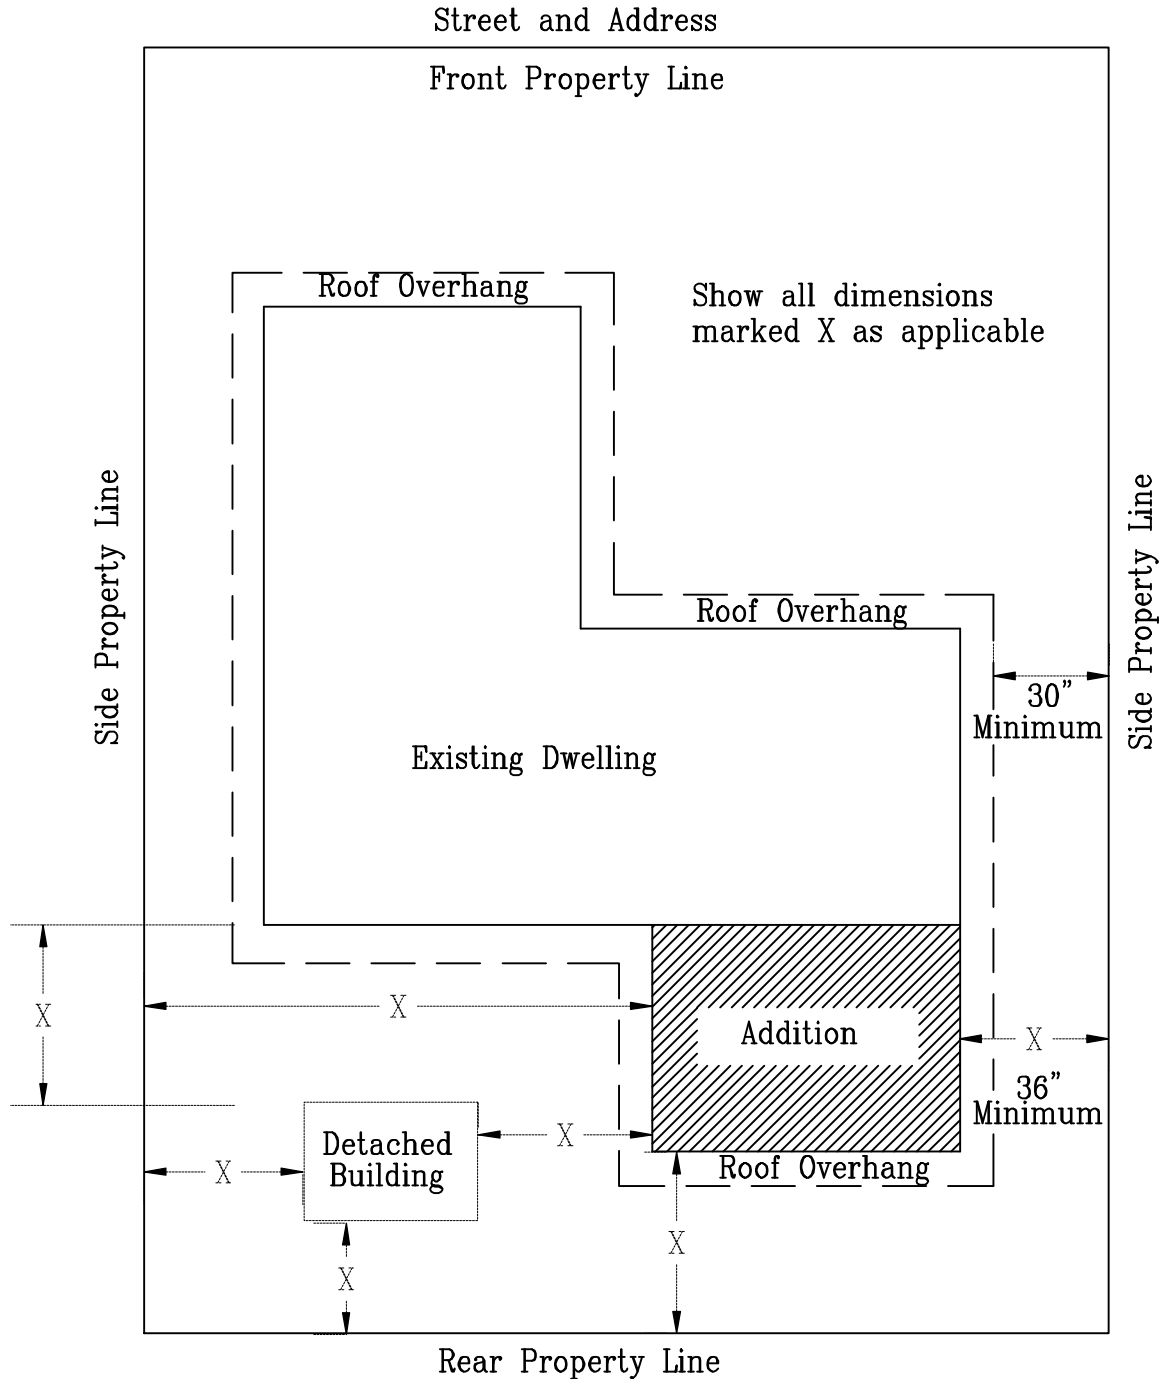 Street and Address
Front Property Line
Roof Overhang
Show all dimensions
marked X as applicable
Side Property Line
Side Property Line
Roof Overhang
30"
Minimum
Existing Dwelling
X
X
Addition
X
36"
Minimum
X
Detached
Building
X
Roof Overhang
X
X
Rear Property Line